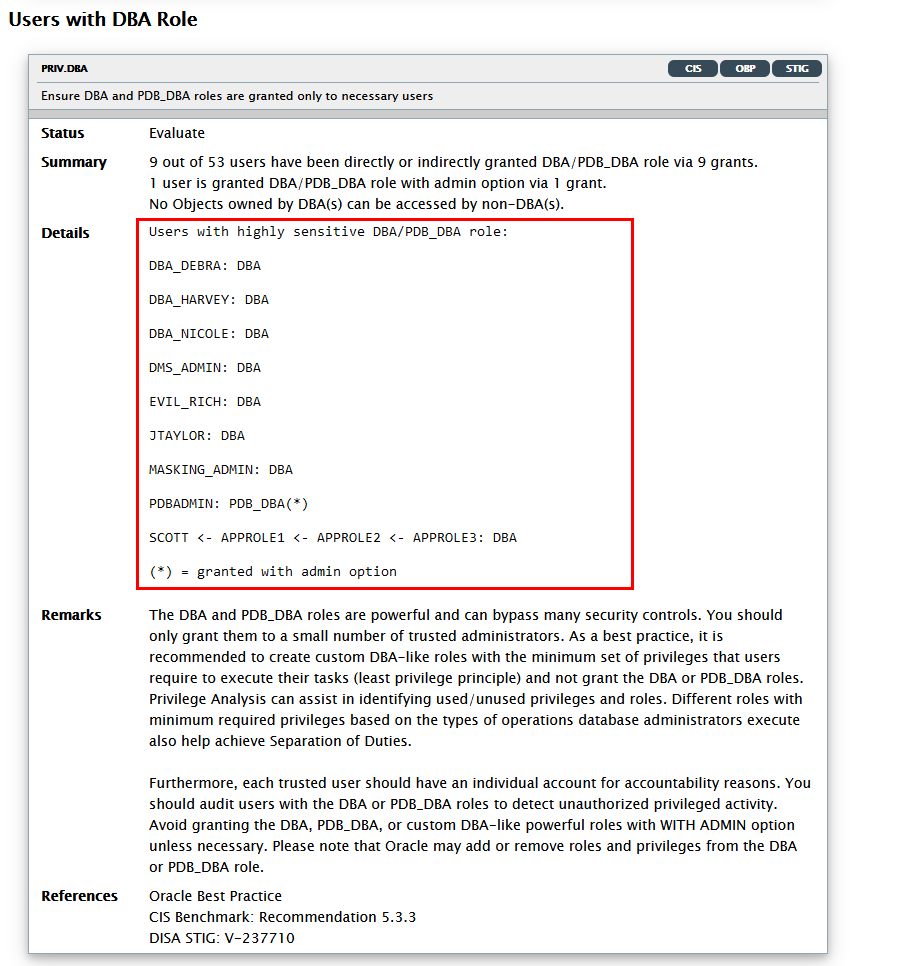 Users with DBA Role
PRIV.DBA CIS OBP STIG
Ensure DBA and PDB_DBA roles are granted only to necessary users
Status Evaluate
Summary 9 out of 53 users have been directly or indirectly granted DBA/PDB_DBA role via 9 grants.
1 user is granted DBA/PDB_DBA role with admin option via 1 grant.
No Objects owned by DBA(s) can be accessed by non-DBA(s).
Details Users with highly sensitive DBA/PDB_DBA role:
DBA_DEBRA: DBA
DBA_HARVEY: DBA
DBA_NICOLE: DBA
DMS_ADMIN: DBA
EVIL_RICH: DBA
JTAYLOR: DBA
MASKING_ADMIN: DBA
PDBADMIN: PDB_DBA(*)
SCOTT <- APPROLE1 <- APPROLE2 <- APPROLE3: DBA
(*) = granted with admin option
Remarks The DBA and PDB_DBA roles are powerful and can bypass many security controls. You should
only grant them to a small number of trusted administrators. As a best practice, it is
recommended to create custom DBA-like roles with the minimum set of privileges that users
require to execute their tasks (least privilege principle) and not grant the DBA or PDB_DBA roles.
Privilege Analysis can assist in identifying used/unused privileges and roles. Different roles with
minimum required privileges based on the types of operations database administrators execute
also help achieve Separation of Duties.
Furthermore, each trusted user should have an individual account for accountability reasons. You
should audit users with the DBA or PDB_DBA roles to detect unauthorized privileged activity.
Avoid granting the DBA, PDB_DBA, or custom DBA-like powerful roles with WITH ADMIN option
unless necessary. Please note that Oracle may add or remove roles and privileges from the DBA
or PDB_DBA role.
References Oracle Best Practice
CIS Benchmark: Recommendation 5.3.3
DISA STIG: V-237710